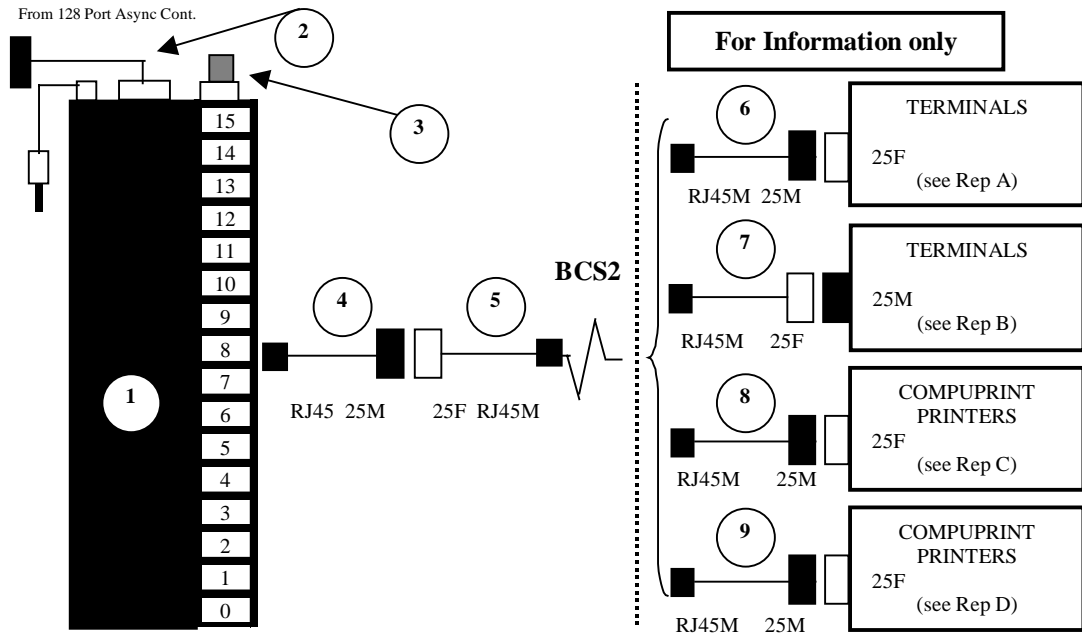 From 128 Port Async Cont.
2
3
15
14
13
12
11
10
9
8
7
6
5
4
3
2
1
0
1
4
RJ45 25M
5
25F RJ45M
BCS2
For Information only
6
RJ45M 25M
TERMINALS
25F
(see Rep A)
7
RJ45M 25F
TERMINALS
25M
(see Rep B)
8
RJ45M 25M
COMPUPRINT
PRINTERS
25F
(see Rep C)
9
RJ45M 25M
COMPUPRINT
PRINTERS
25F
(see Rep D)